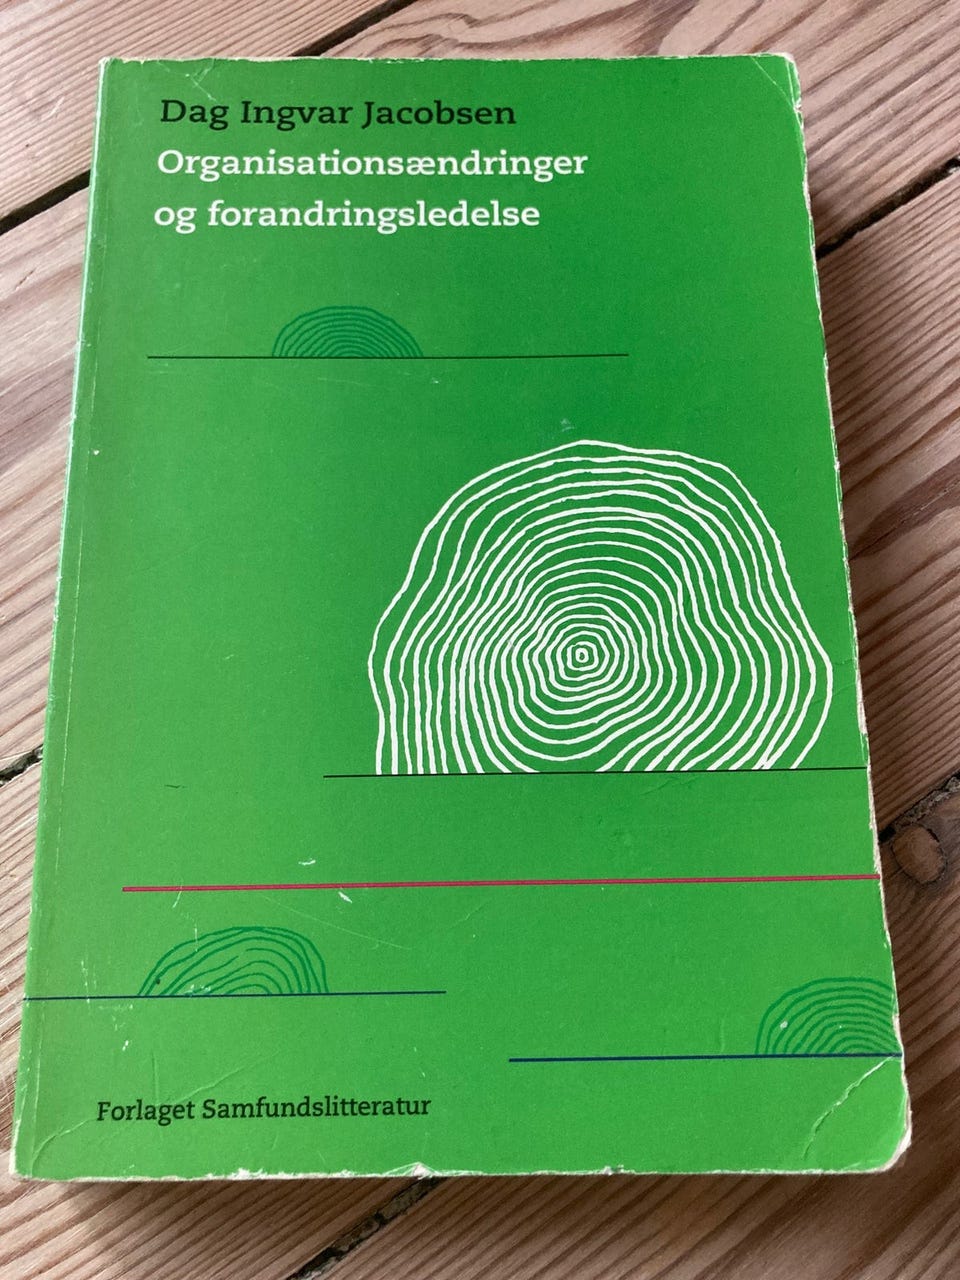 Dag Ingvar Jacobsen
Organisationsændringer
og forandringsledelse
Forlaget Samfundslitteratur